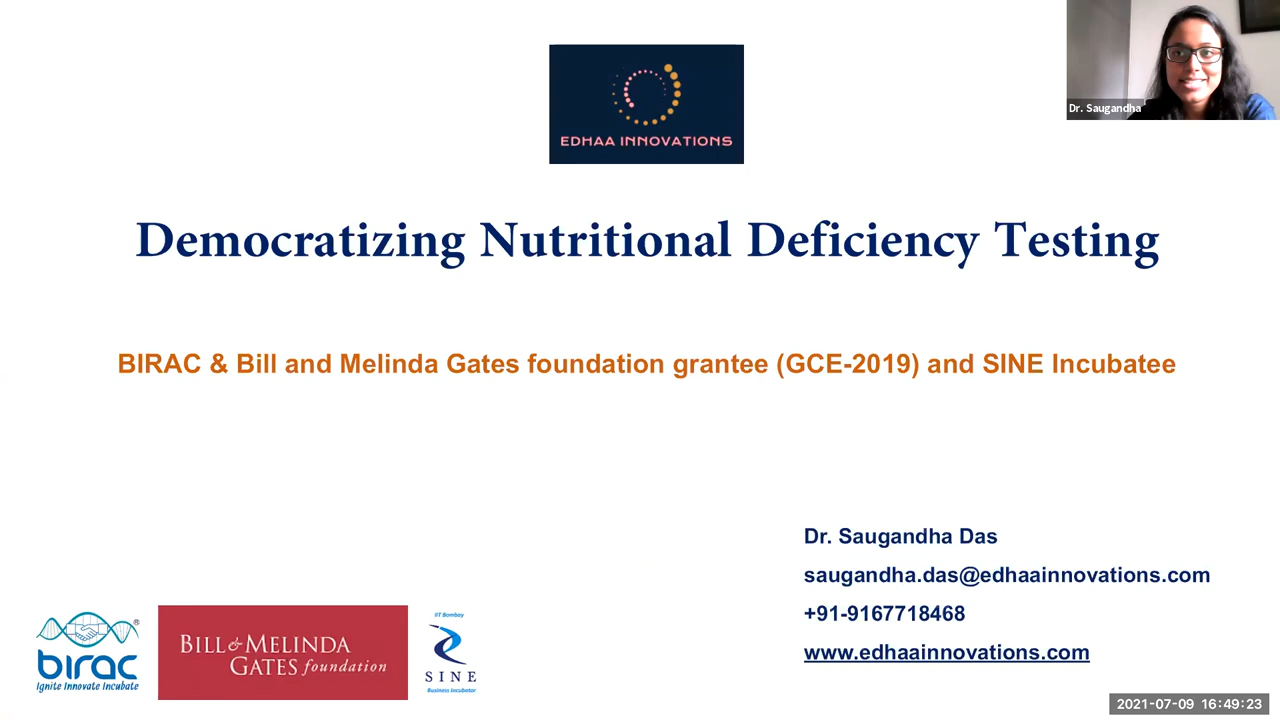 Dr. Saugandha
EDHAA INNOVATIONS
Democratizing Nutritional Deficiency Testing
BIRAC & Bill and Melinda Gates foundation grantee (GCE-2019) and SINE Incubatee
Dr. Saugandha Das
saugandha.das@edhaainnovations.com
+91-9167718468
www.edhaainnovations.com
birac®
Ignite Innovate Incubate
BILL & MELINDA
GATES foundation
IIT Bombay
SINE
Business Incubator
2021-07-09 16:49:23